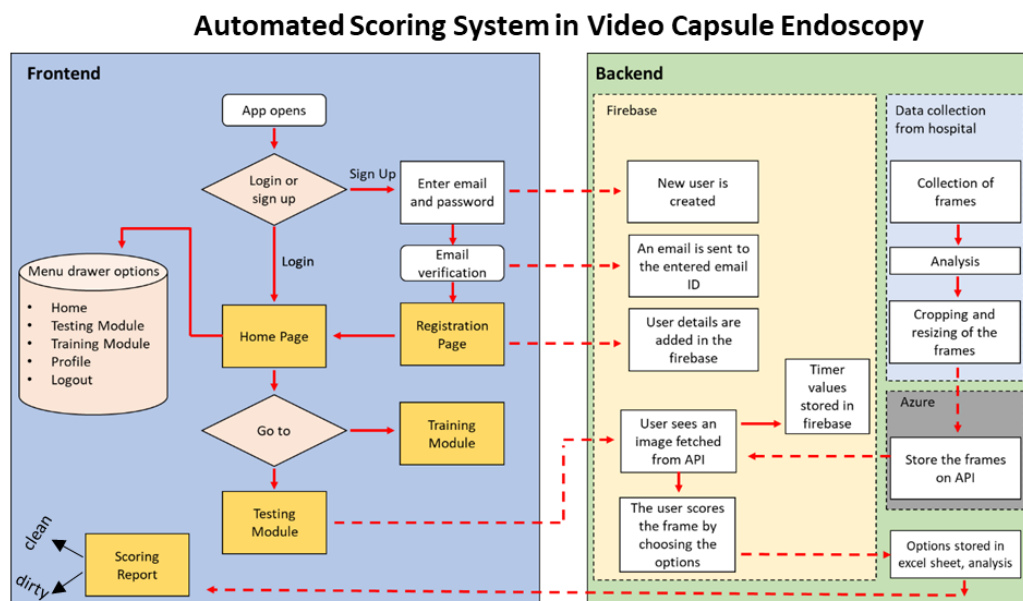 Automated Scoring System in Video Capsule Endoscopy
Frontend
App opens
Login or
sign up
Sign Up
Enter email
and password
Email
verification
Login
Menu drawer options
• Home
• Testing Module
• Training Module
• Profile
• Logout
Home Page
Registration
Page
Go to
Training
Module
Testing
Module
Scoring
Report
clean
dirty
Backend
Firebase
New user is
created
An email is sent to
the entered email
ID
User details are
added in the
firebase
Timer
values
stored in
firebase
User sees an
image fetched
from API
The user scores
the frame by
choosing the
options
Data collection
from hospital
Collection of
frames
Analysis
Cropping and
resizing of the
frames
Azure
Store the frames
on API
Options stored in
excel sheet, analysis